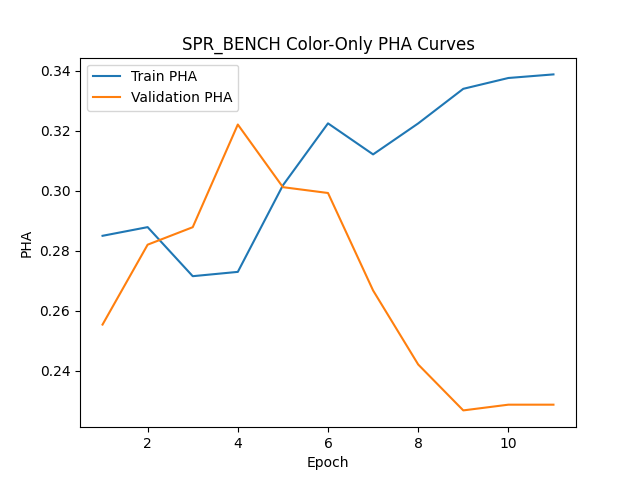 SPR_BENCH Color-Only PHA Curves
Train PHA
Validation PHA
0.34
0.32
0.30
0.28
0.26
0.24
PHA
2
4
6
8
10
Epoch